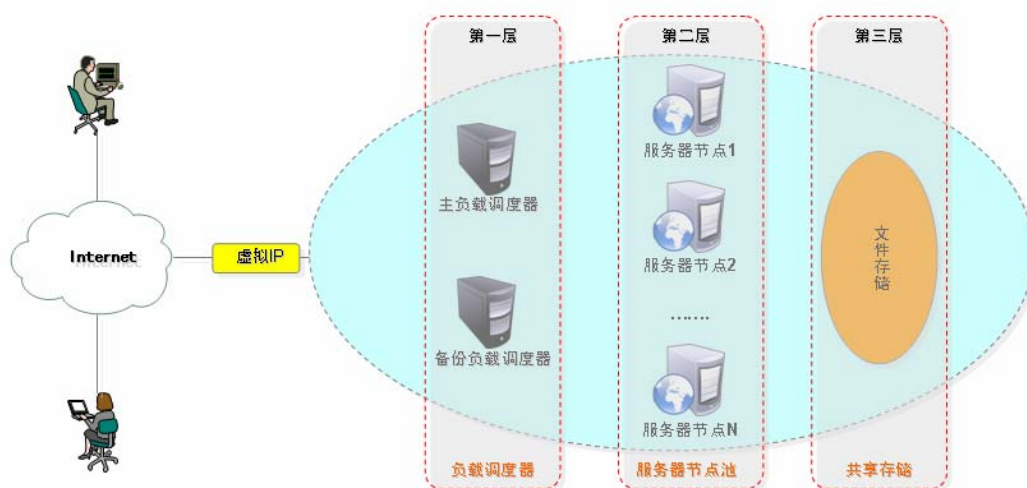 第一层
第二层
第三层
服务器节点1
主负载调度器
Internet
虚拟IP
服务器节点2
文件存储
……
备份负载调度器
服务器节点N
负载调度器
服务器节点池
共享存储